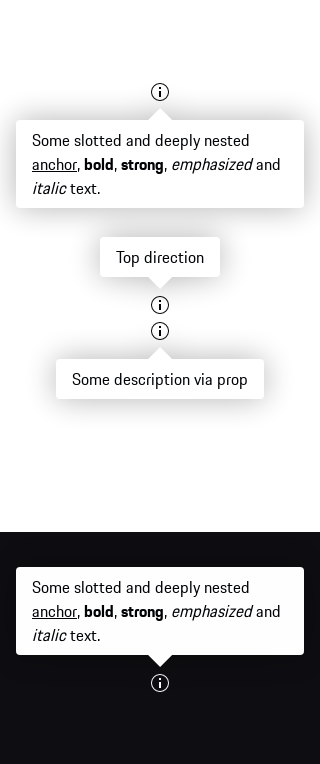 Some slotted and deeply nested
anchor, bold, strong, emphasized and
italic text.
Top direction
Some description via prop
Some slotted and deeply nested
anchor, bold, strong, emphasized and
italic text.